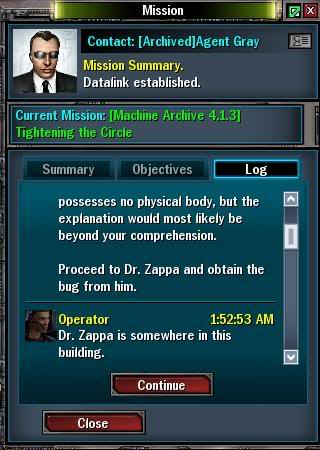 Mission
Contact: [Archived]Agent Gray
Mission Summary.
Datalink established.
Current Mission: [Machine Archive 4.1.3]
Tightening the Circle
Summary
Objectives
Log
possesses no physical body, but the
explanation would most likely be
beyond your comprehension.
Proceed to Dr. Zappa and obtain the
bug from him.
Operator 1:52:53 AM
Dr. Zappa is somewhere in this
building.
Continue
Close